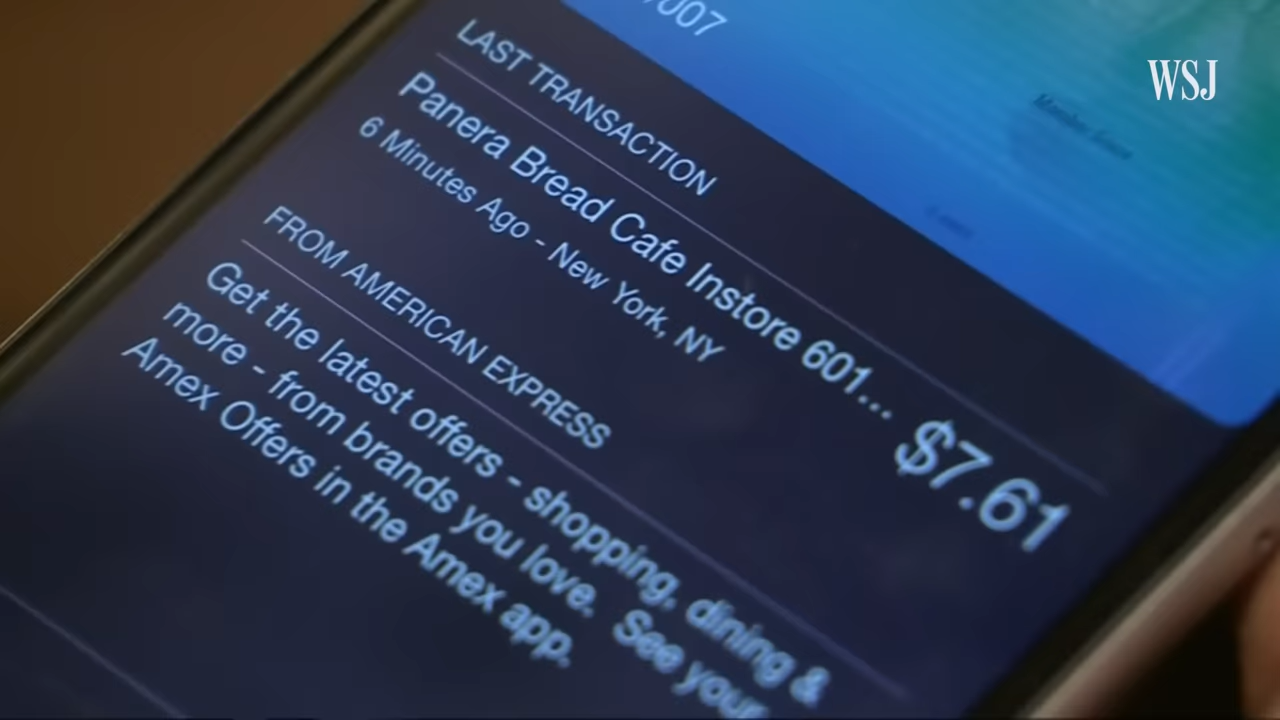 7007
WSJ
LAST TRANSACTION
Panera Bread Cafe Instore 601...
$7.61
6 Minutes Ago - New York, NY
FROM AMERICAN EXPRESS
Get the latest offers - shopping, dining &
more - from brands you love. See your
Amex Offers in the Amex app.